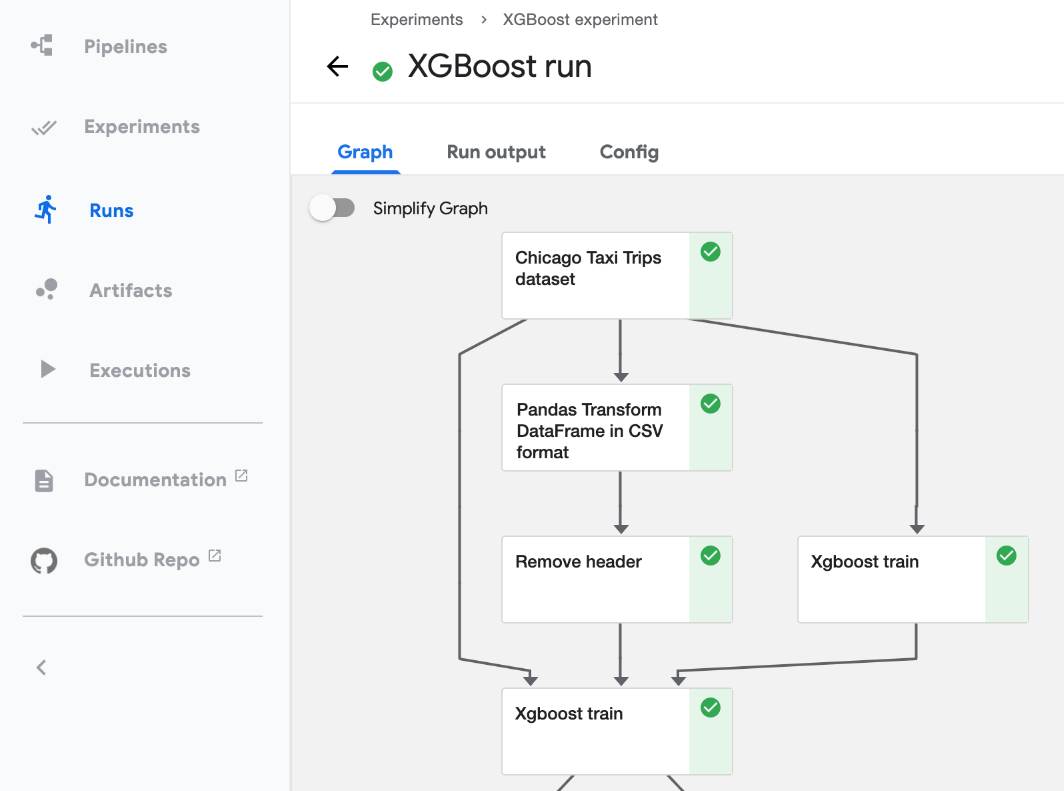 Pipelines
Experiments
Runs
Artifacts
Executions
Documentation
Github Repo
Experiments > XGBoost experiment
XGBoost run
Graph Run output Config
Simplify Graph
Chicago Taxi Trips
dataset
Pandas Transform
DataFrame in CSV
format
Remove header
Xgboost train
Xgboost train